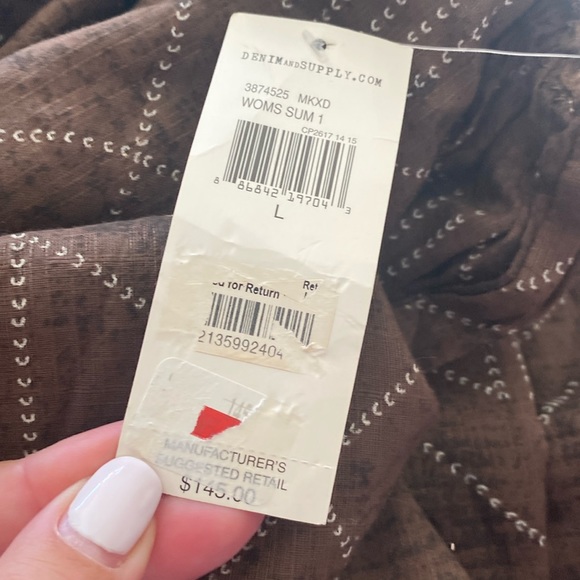 DENIMANDSUPPLY.COM
3874525 MKXD
WOMS SUM 1
CP2617 14 15
8 86842 19704 3
L
for Return
2135992404
MANUFACTURER'S
SUGGESTED RETAIL
$145.00